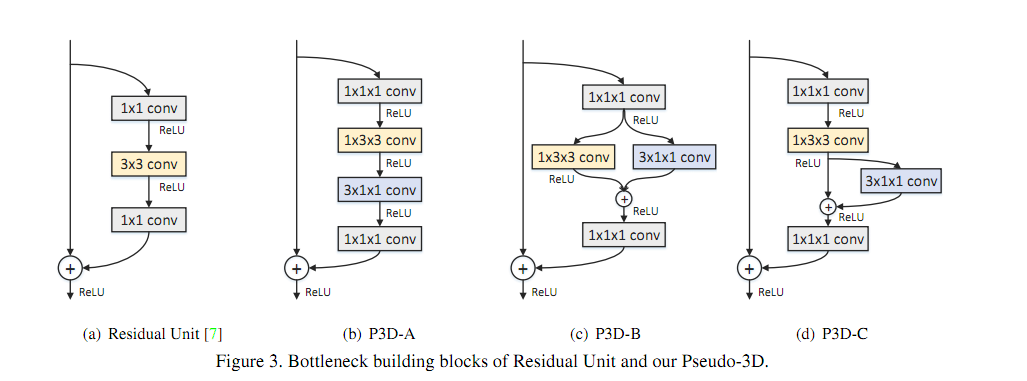 1x1 conv
ReLU
3x3 conv
ReLU
1x1 conv
+
ReLU
(a) Residual Unit [7]
1x1x1 conv
ReLU
1x3x3 conv
ReLU
3x1x1 conv
ReLU
1x1x1 conv
+
ReLU
(b) P3D-A
1x1x1 conv
ReLU
1x3x3 conv
3x1x1 conv
ReLU
+
ReLU
1x1x1 conv
+
ReLU
(c) P3D-B
1x1x1 conv
ReLU
1x3x3 conv
ReLU
3x1x1 conv
+
ReLU
1x1x1 conv
+
ReLU
(d) P3D-C
Figure 3. Bottleneck building blocks of Residual Unit and our Pseudo-3D.